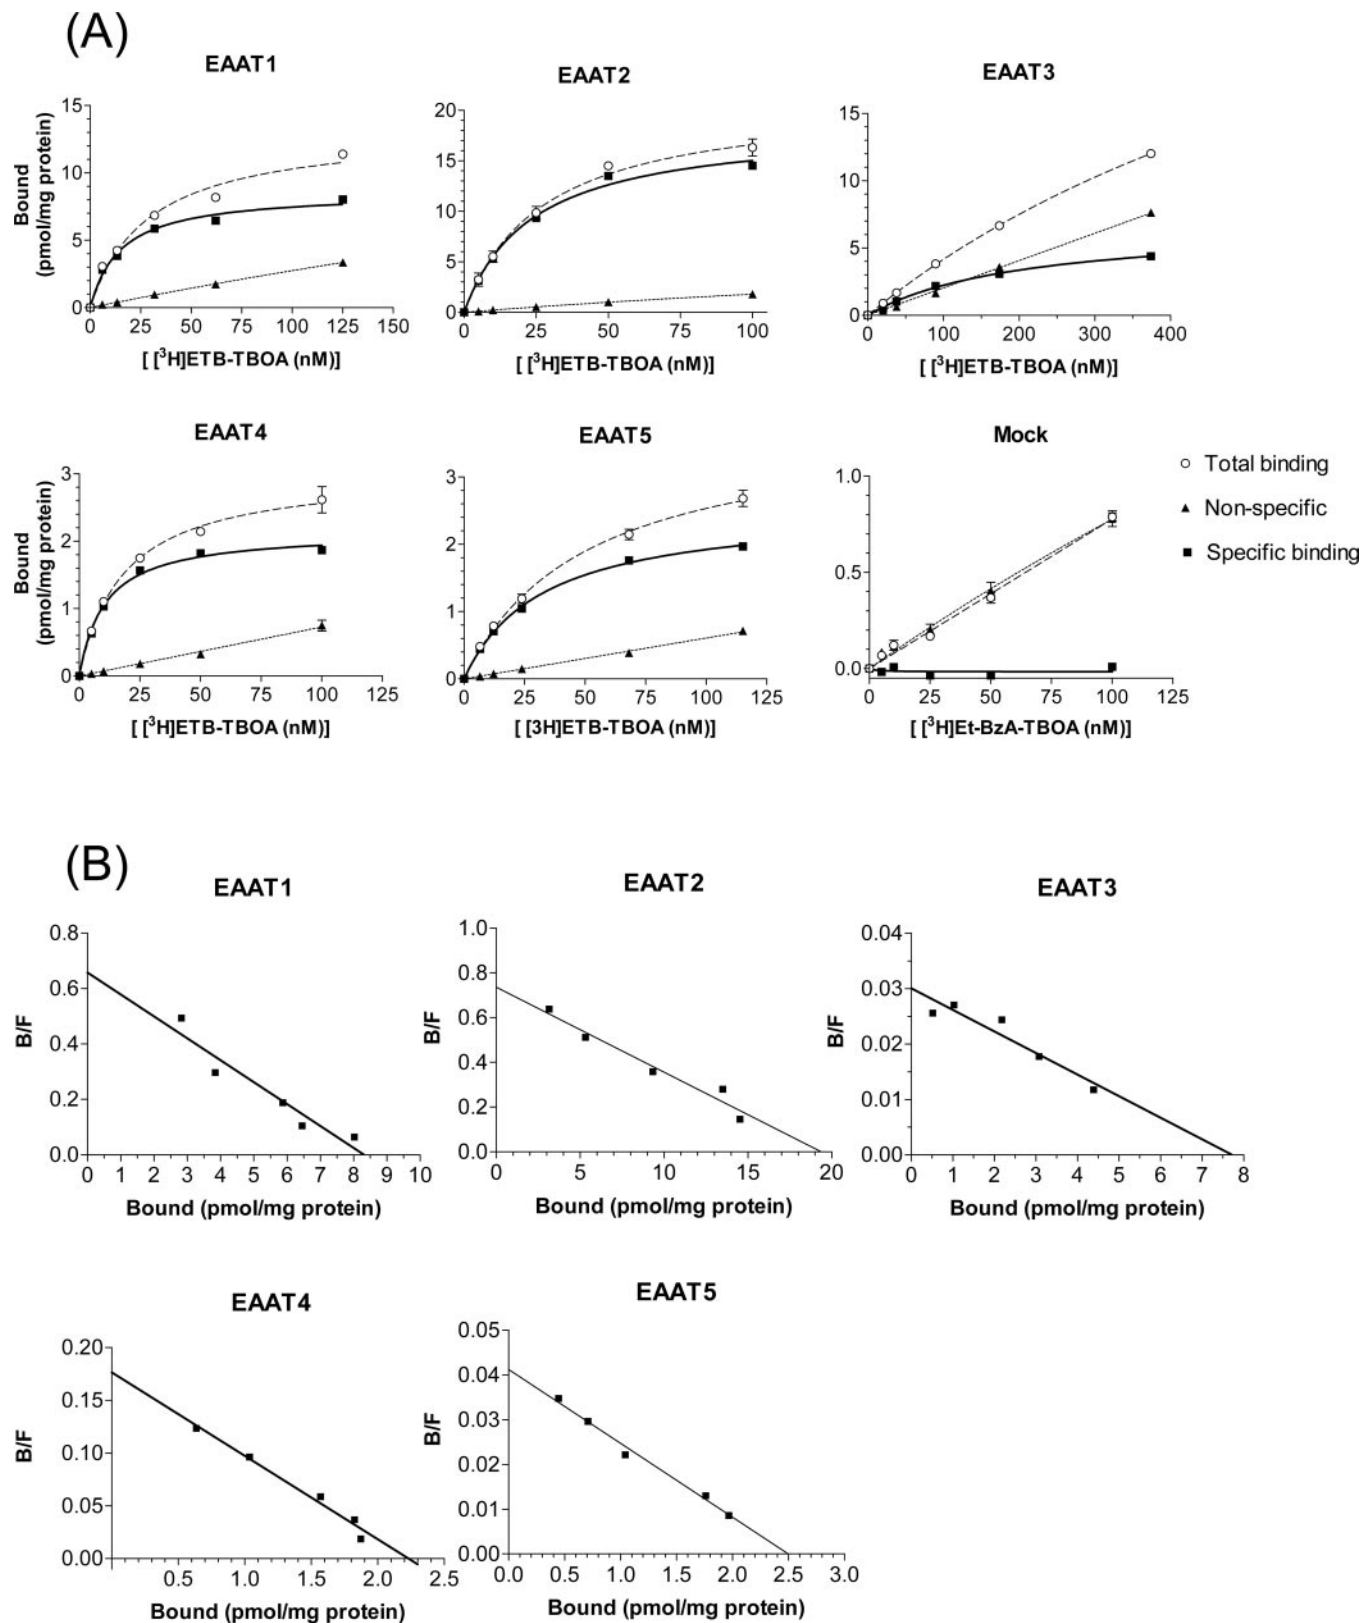 (A)
EAAT1
EAAT2
EAAT3
Bound
(pmol/mg protein)
15
10
5
0
0 25 50 75 100 125 150
[ [³H]ETB-TBOA (nM)]
20
15
10
5
0
0 25 50 75 100
[ [³H]ETB-TBOA (nM)]
15
10
5
0
0 100 200 300 400
[ [³H]ETB-TBOA (nM)]
EAAT4
EAAT5
Mock
Bound
(pmol/mg protein)
3
2
1
0
0 25 50 75 100 125
[ [³H]ETB-TBOA (nM)]
3
2
1
0
0 25 50 75 100 125
[ [3H]ETB-TBOA (nM)]
1.0
0.5
0.0
0 25 50 75 100 125
[ [³H]Et-BzA-TBOA (nM)]
Total binding
Non-specific
Specific binding
(B)
EAAT1
EAAT2
EAAT3
B/F
0.8
0.6
0.4
0.2
0.0
0 1 2 3 4 5 6 7 8 9 10
Bound (pmol/mg protein)
B/F
1.0
0.8
0.6
0.4
0.2
0.0
0 5 10 15 20
Bound (pmol/mg protein)
B/F
0.04
0.03
0.02
0.01
0.00
0 1 2 3 4 5 6 7 8
Bound (pmol/mg protein)
EAAT4
EAAT5
B/F
0.20
0.15
0.10
0.05
0.00
0.5 1.0 1.5 2.0 2.5
Bound (pmol/mg protein)
B/F
0.05
0.04
0.03
0.02
0.01
0.00
0.0 0.5 1.0 1.5 2.0 2.5 3.0
Bound (pmol/mg protein)